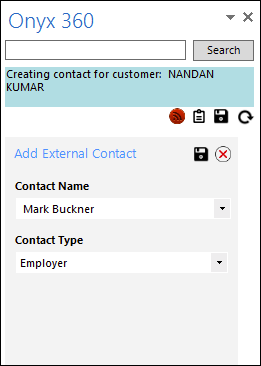 Onyx 360
Search
Creating contact for customer:  NANDAN
KUMAR
Add External Contact
Contact Name
Mark Buckner
Contact Type
Employer